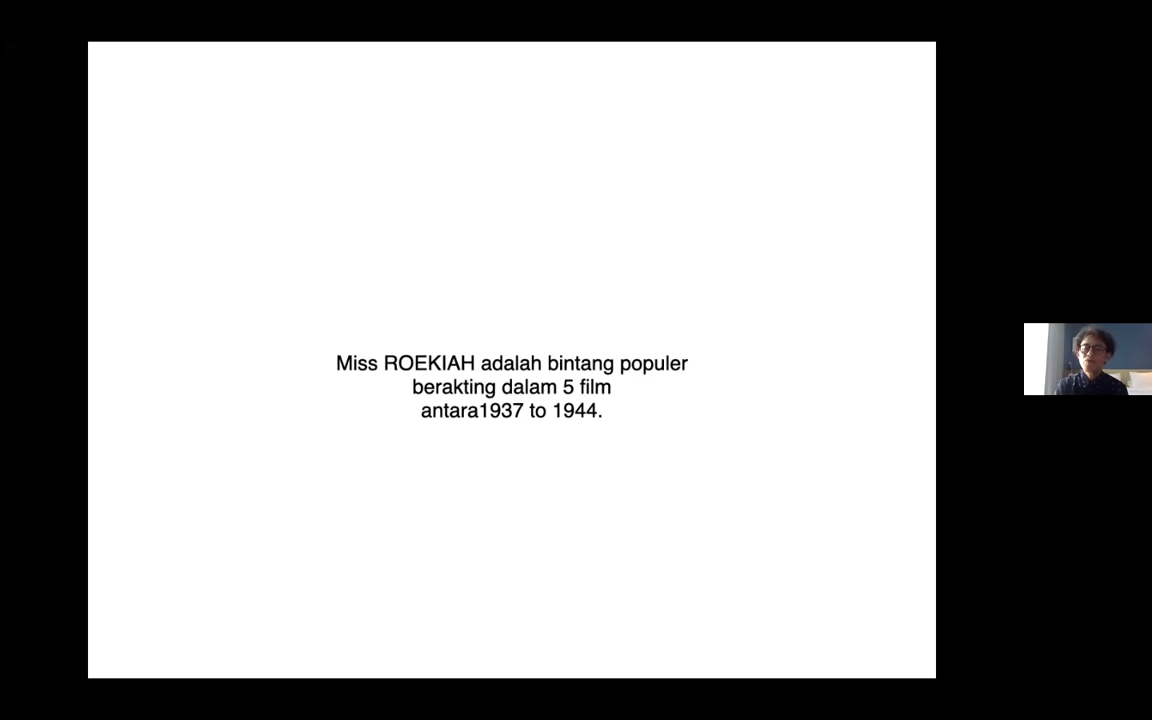 Miss ROEKIAH adalah bintang populer
berakting dalam 5 film
antara1937 to 1944.